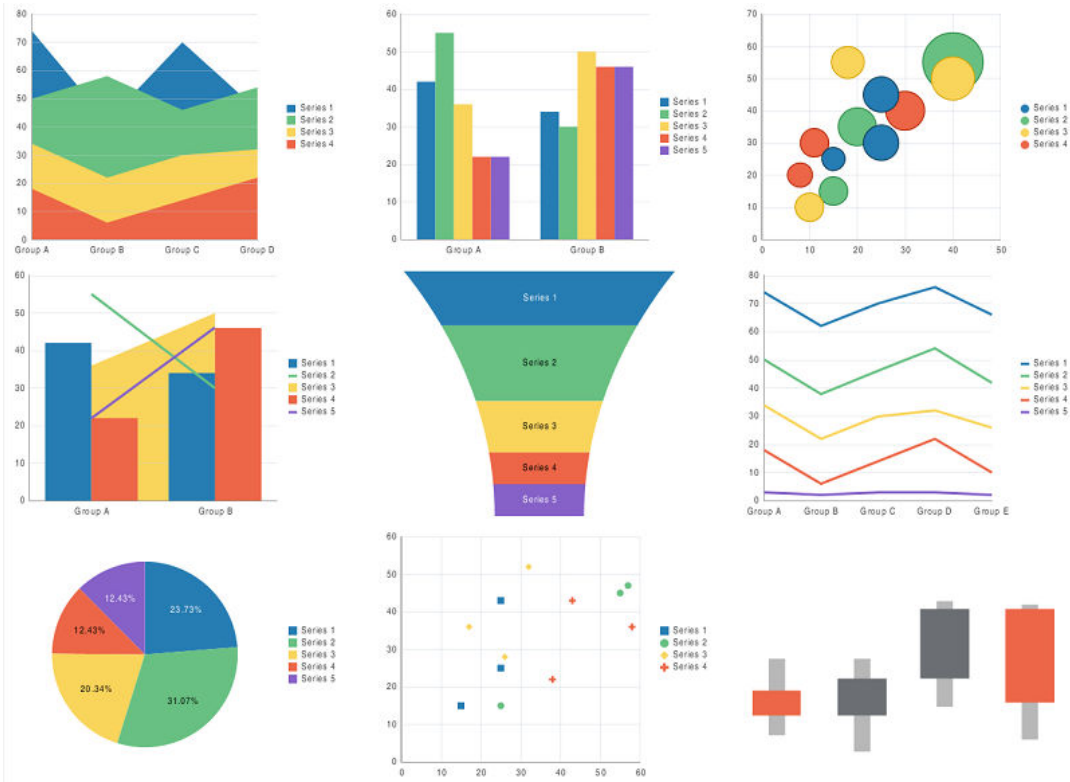 80
70
60
50
40
30
20
10
0
Group A
Group B
Group C
Group D
Series 1
Series 2
Series 3
Series 4
60
50
40
30
20
10
0
Group A
Group B
Series 1
Series 2
Series 3
Series 4
Series 5
70
60
50
40
30
20
10
0
0 10 20 30 40 50
Series 1
Series 2
Series 3
Series 4
60
50
40
30
20
10
0
Group A
Group B
Series 1
Series 2
Series 3
Series 4
Series 5
Series 1
Series 2
Series 3
Series 4
Series 5
80
70
60
50
40
30
20
10
0
Group A Group B Group C Group D Group E
Series 1
Series 2
Series 3
Series 4
Series 5
12.43%
23.73%
12.43%
20.34%
31.07%
Series 1
Series 2
Series 3
Series 4
Series 5
60
50
40
30
20
10
0
0 10 20 30 40 50 60
Series 1
Series 2
Series 3
Series 4